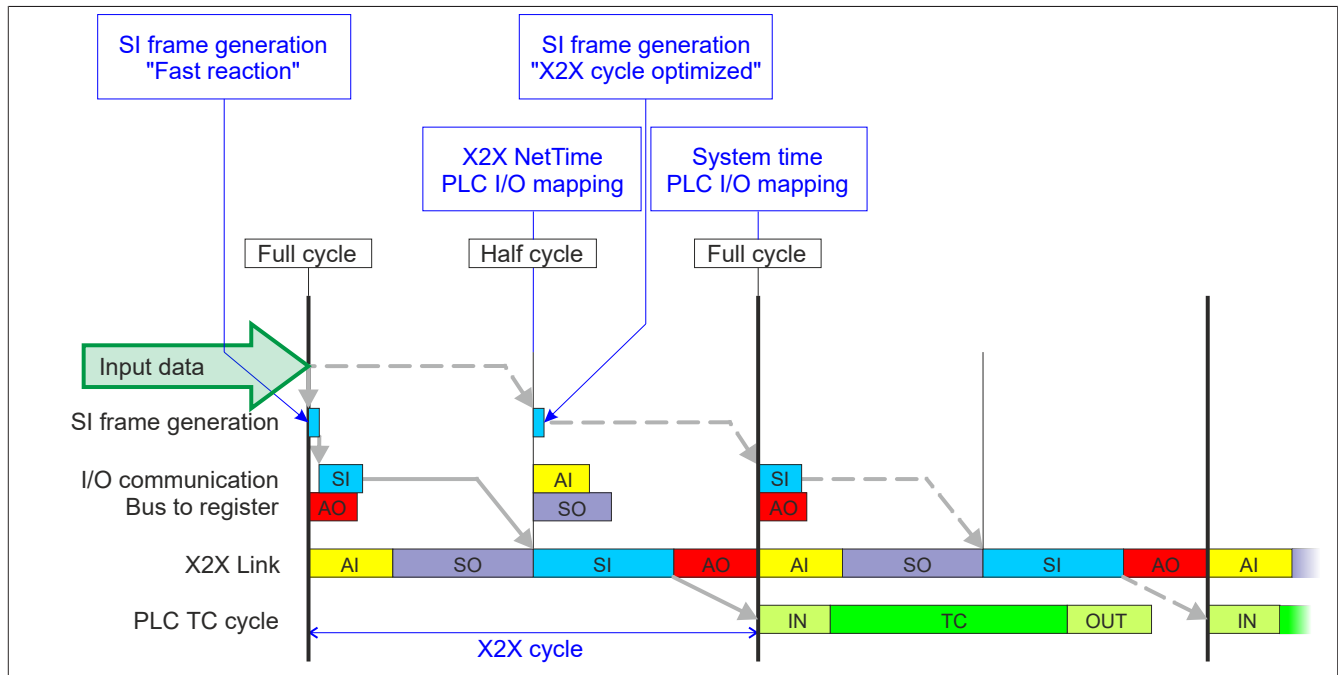 SI frame generation
"Fast reaction"
SI frame generation
"X2X cycle optimized"
X2X NetTime
PLC I/O mapping
System time
PLC I/O mapping
Full cycle
Half cycle
Full cycle
Input data
SI frame generation
I/O communication
Bus to register
SI
AO
AI
SO
SI
AO
X2X Link
AI
SO
SI
AO
AI
SO
SI
AO
AI
PLC TC cycle
IN
TC
OUT
IN
X2X cycle